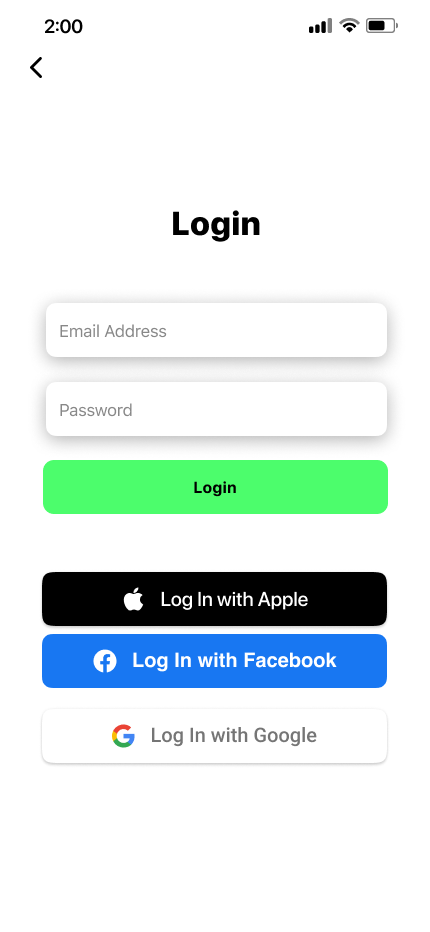 2:00
Login
Email Address
Password
Login
Log In with Apple
Log In with Facebook
Log In with Google